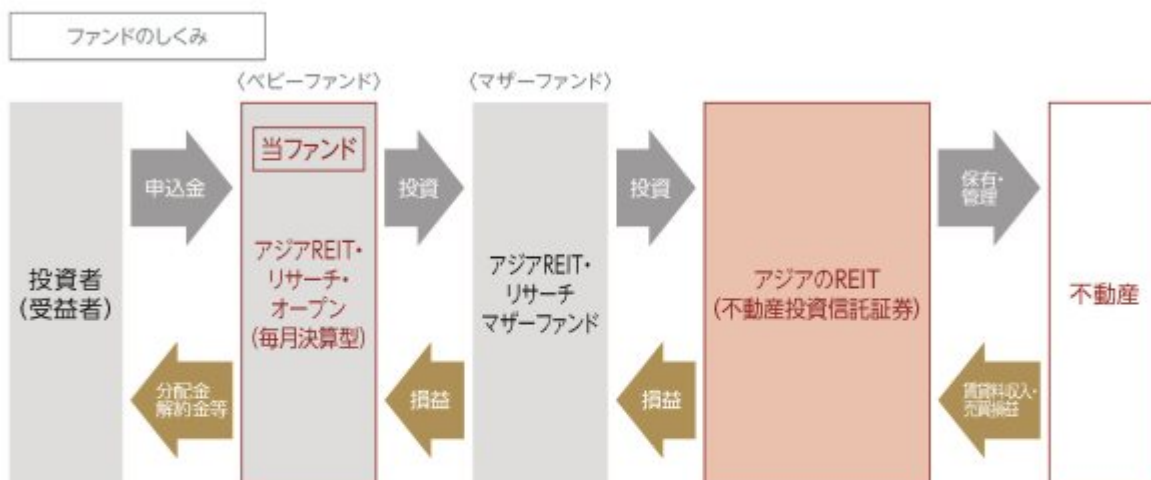 ファンドのしくみ
〈ベビーファンド〉
〈マザーファンド〉
投資者
(受益者)
申込金
分配金
解約金等
当ファンド
アジアREIT・
リサーチ・
オープン
(毎月決算型)
投資
損益
アジアREIT・
リサーチ
マザーファンド
投資
損益
アジアのREIT
(不動産投資信託証券)
保有・
管理
賃貸料収入・
売買損益
不動産